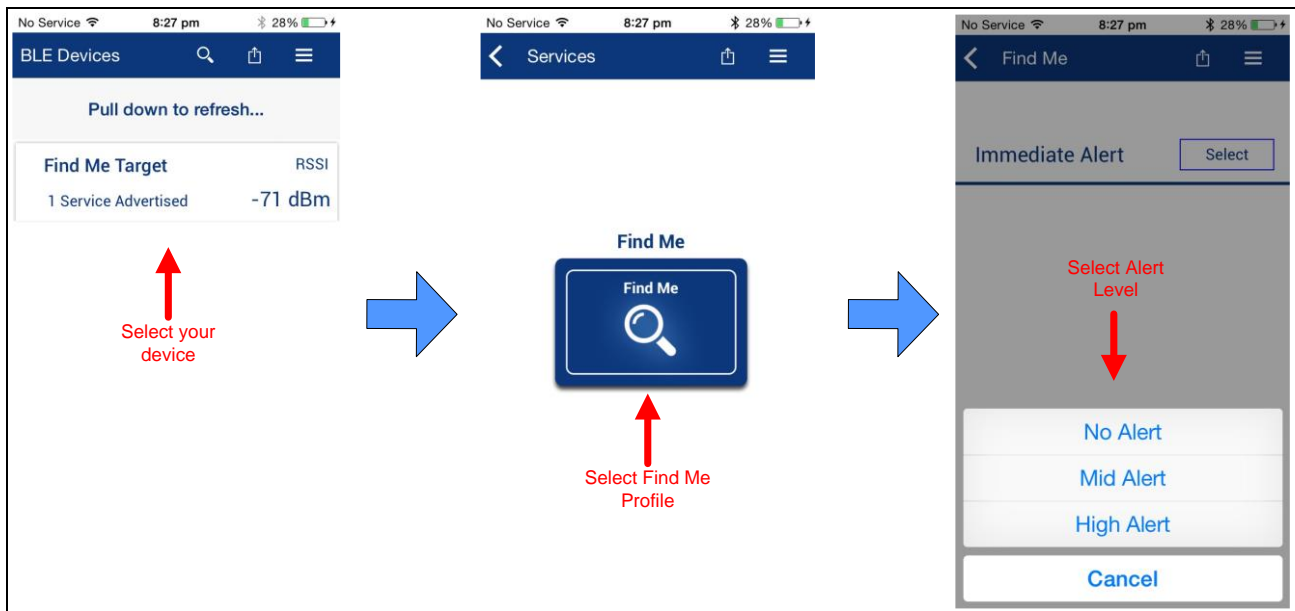 No Service 8:27 pm 28%
BLE Devices
Pull down to refresh...
Find Me Target RSSI
1 Service Advertised -71 dBm
Select your
device
No Service 8:27 pm 28%
Services
Find Me
Find Me
Select Find Me
Profile
No Service 8:27 pm 28%
Find Me
Immediate Alert Select
Select Alert
Level
No Alert
Mid Alert
High Alert
Cancel